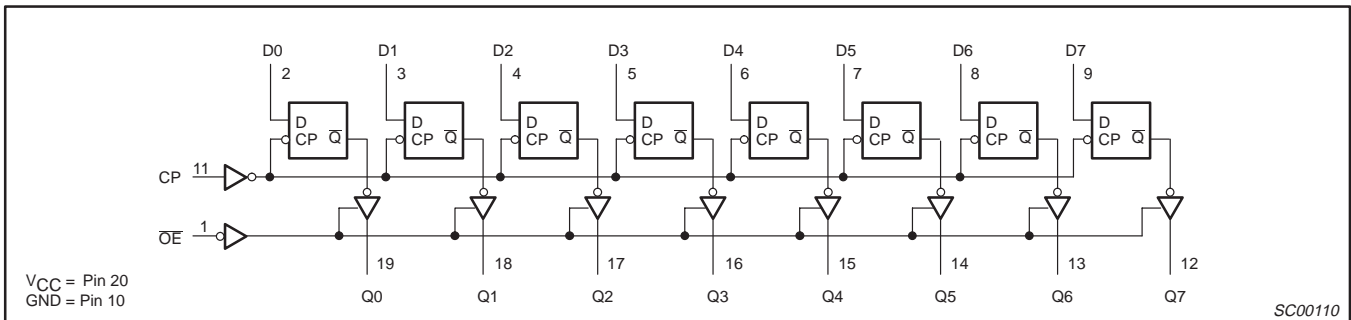 D0 D1 D2 D3 D4 D5 D6 D7
2 3 4 5 6 7 8 9
D D D D D D D D
CP Q̅ CP Q̅ CP Q̅ CP Q̅ CP Q̅ CP Q̅ CP Q̅ CP Q̅
CP 11
O̅E̅ 1
19 18 17 16 15 14 13 12
VCC = Pin 20
GND = Pin 10
Q0 Q1 Q2 Q3 Q4 Q5 Q6 Q7
SC00110